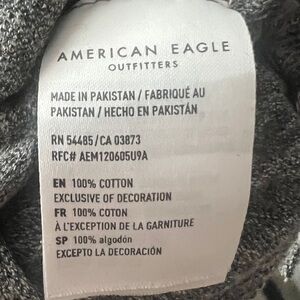 AMERICAN EAGLE
OUTFITTERS
MADE IN PAKISTAN / FABRIQUÉ AU
PAKISTAN / HECHO EN PAKISTÁN
RN 54485/CA 03873
RFC# AEM120605U9A
EN 100% COTTON
EXCLUSIVE OF DECORATION
FR 100% COTON
À L'EXCEPTION DE LA GARNITURE
SP 100% algodón
EXCEPTO LA DECORACIÓN